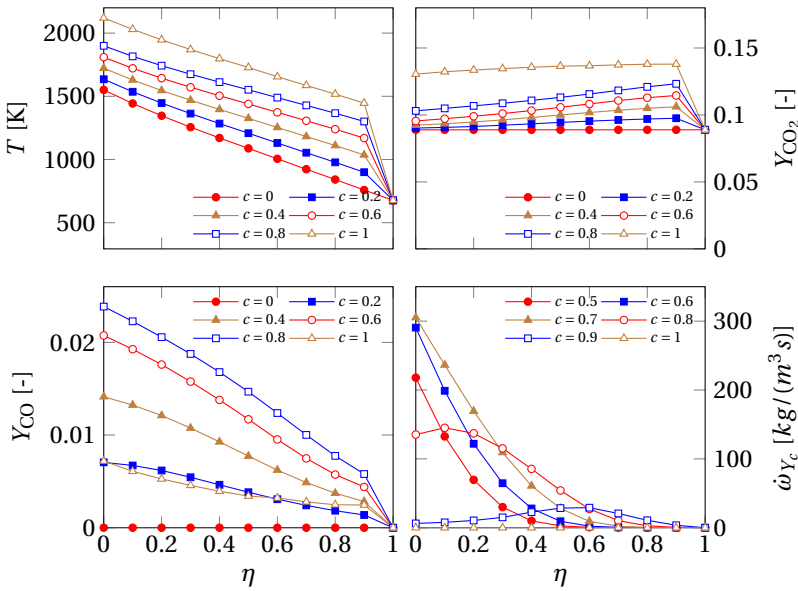 2000
1500
1000
500
T [K]
c = 0
c = 0.2
c = 0.4
c = 0.6
c = 0.8
c = 1
0.15
0.1
0.05
0
Y_CO₂ [-]
c = 0
c = 0.2
c = 0.4
c = 0.6
c = 0.8
c = 1
0.02
0.01
0
Y_CO [-]
c = 0
c = 0.2
c = 0.4
c = 0.6
c = 0.8
c = 1
0 0.2 0.4 0.6 0.8 1
η
300
200
100
0
ω̇_Y_c [kg/(m³ s)]
c = 0.5
c = 0.6
c = 0.7
c = 0.8
c = 0.9
c = 1
0 0.2 0.4 0.6 0.8 1
η